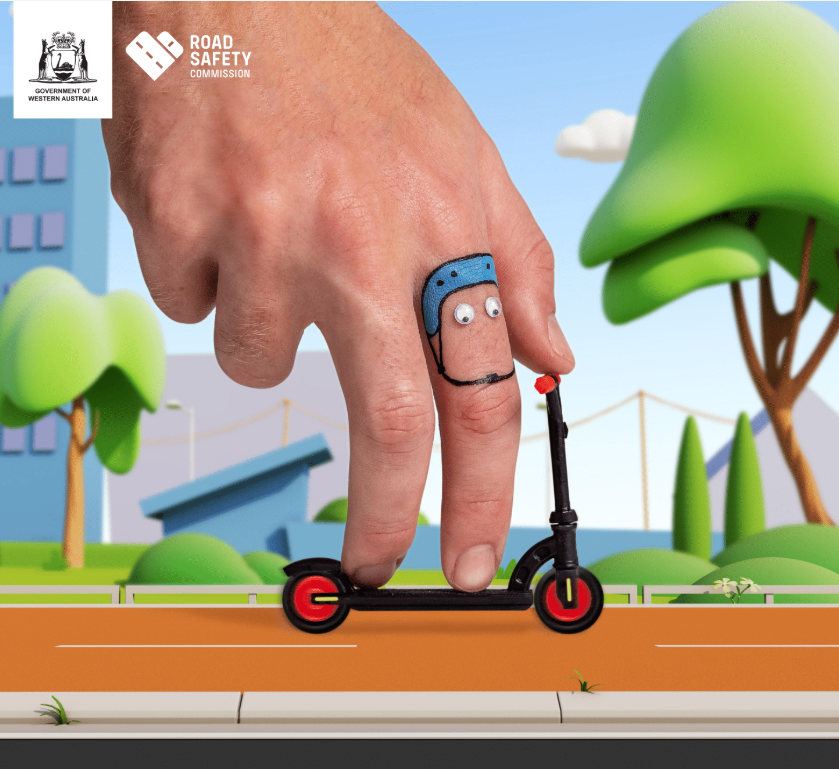 GOVERNMENT OF
WESTERN AUSTRALIA
ROAD
SAFETY
COMMISSION